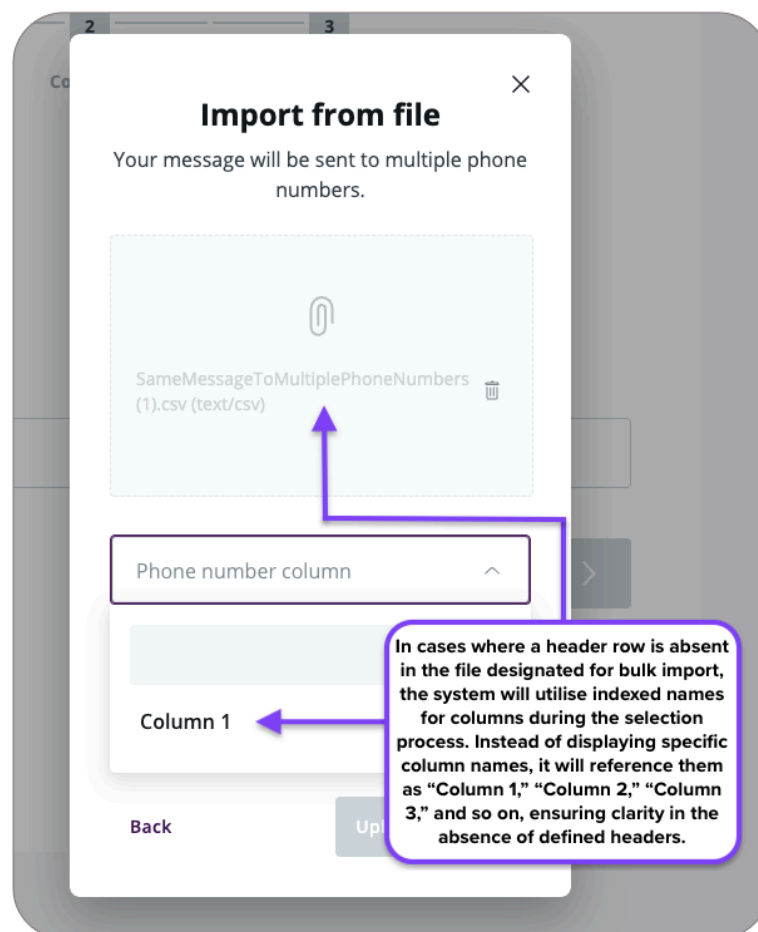 2
3
Co
Import from file
Your message will be sent to multiple phone
numbers.
SameMessageToMultiplePhoneNumbers
(1).csv (text/csv)
Phone number column
Column 1
In cases where a header row is absent
in the file designated for bulk import,
the system will utilise indexed names
for columns during the selection
process. Instead of displaying specific
column names, it will reference them
as “Column 1,” “Column 2,” “Column
3,” and so on, ensuring clarity in the
absence of defined headers.
Back
Upl